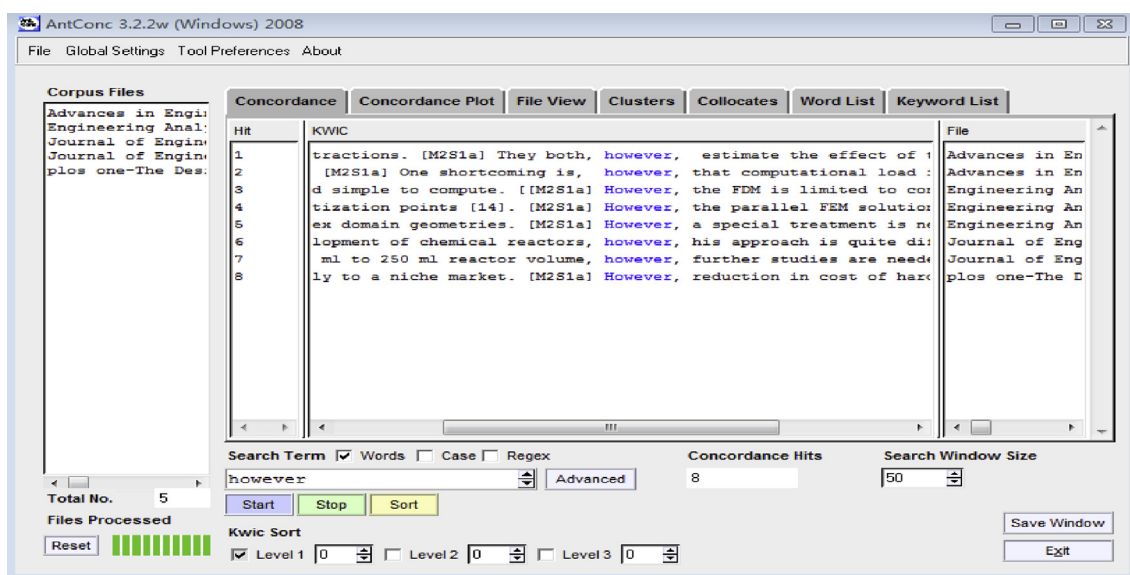 AntConc 3.2.2w (Windows) 2008
File Global Settings Tool Preferences About
Corpus Files
Advances in Engi
Engineering Anal
Journal of Engin
Journal of Engin
plos one-The Des
Total No. 5
Files Processed
Reset
Concordance Concordance Plot File View Clusters Collocates Word List Keyword List
Hit KWIC File
1 tractions. [M2S1a] They both, however, estimate the effect of Advances in En
2 [M2S1a] One shortcoming is, however, that computational load Advances in En
3 d simple to compute. [[M2S1a] However, the FDM is limited to co Engineering An
4 tization points [14]. [M2S1a] However, the parallel FEM solution Engineering An
5 ex domain geometries. [M2S1a] However, a special treatment is ne Engineering An
6 lopment of chemical reactors, however, his approach is quite di Journal of Eng
7 ml to 250 ml reactor volume, however, further studies are neede Journal of Eng
8 ly to a niche market. [M2S1a] However, reduction in cost of hard plos one-The D
Search Term Words Case Regex Concordance Hits Search Window Size
however Advanced 8 50
Start Stop Sort
Kwic Sort
Level 1 0 Level 2 0 Level 3 0
Save Window
Exit